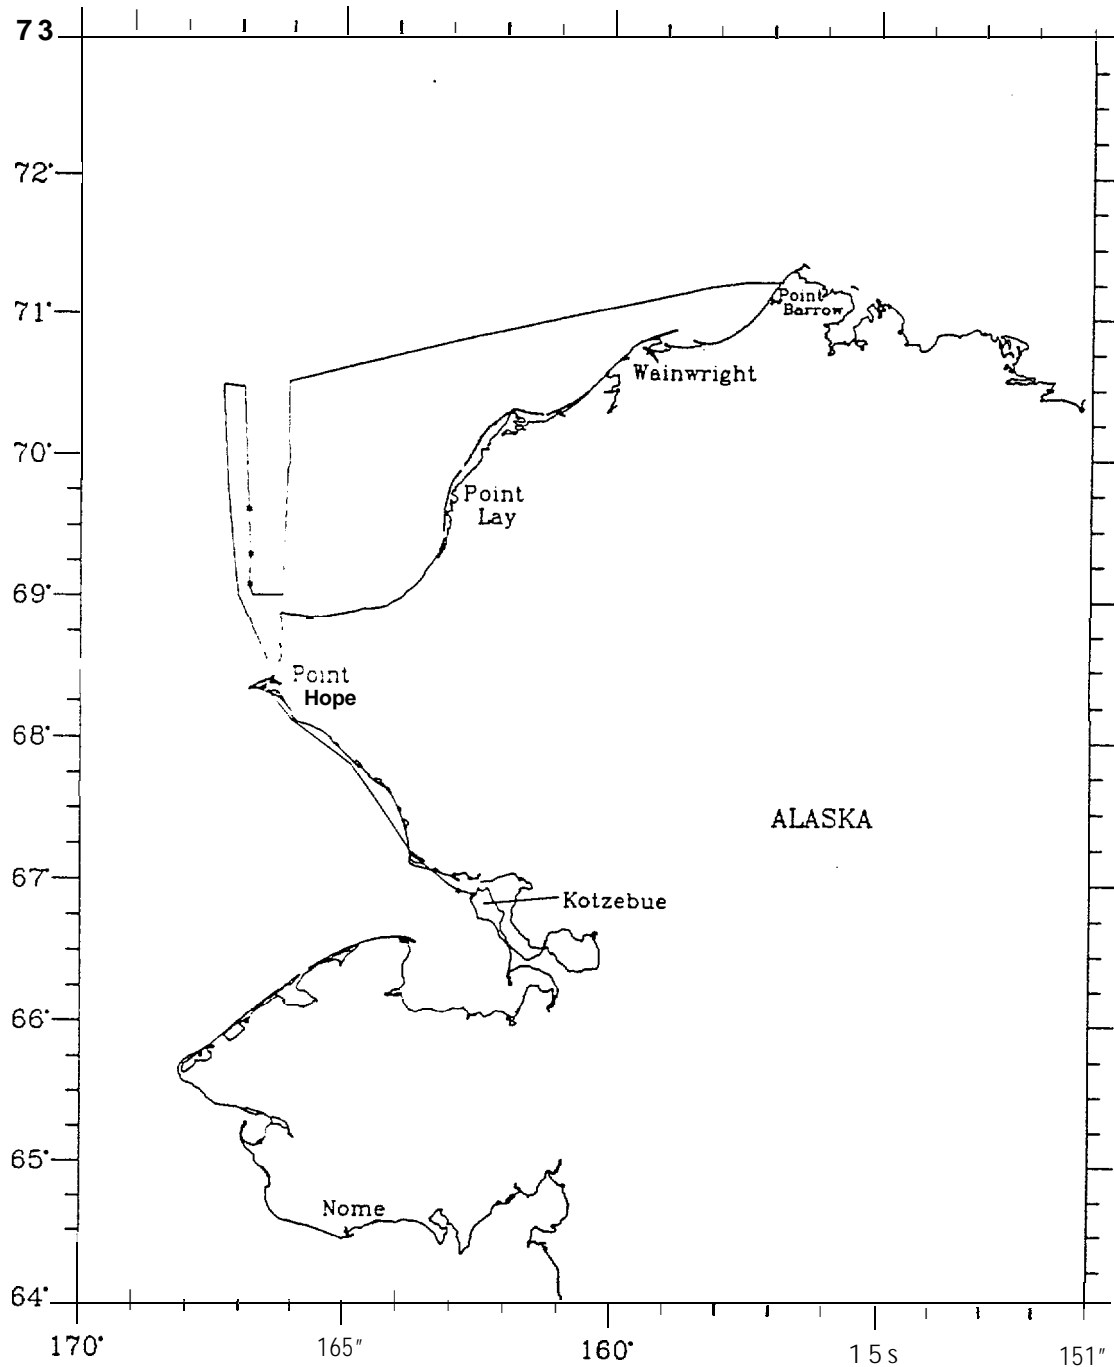 73
72°
71°
Point
Barrow
Wainwright
70°
Point
Lay
69°
Point
Hope
68°
ALASKA
67°
Kotzebue
66°
65°
Nome
64°
170° 165" 160° 15s 151"